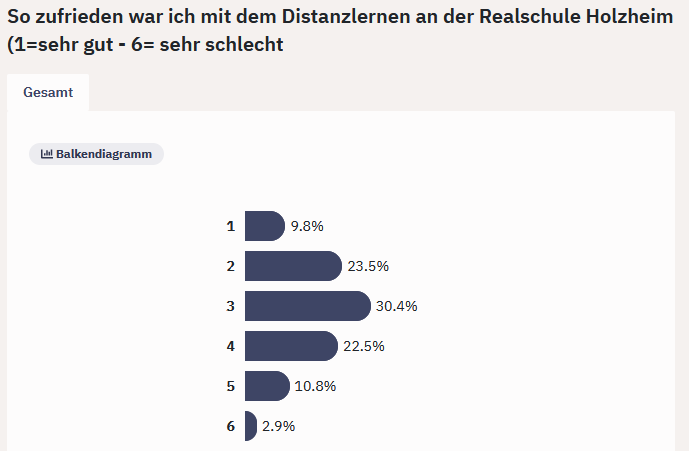 So zufrieden war ich mit dem Distanzlernen an der Realschule Holzheim
(1=sehr gut - 6= sehr schlecht
Gesamt
Balkendiagramm
1 9.8%
2 23.5%
3 30.4%
4 22.5%
5 10.8%
6 2.9%